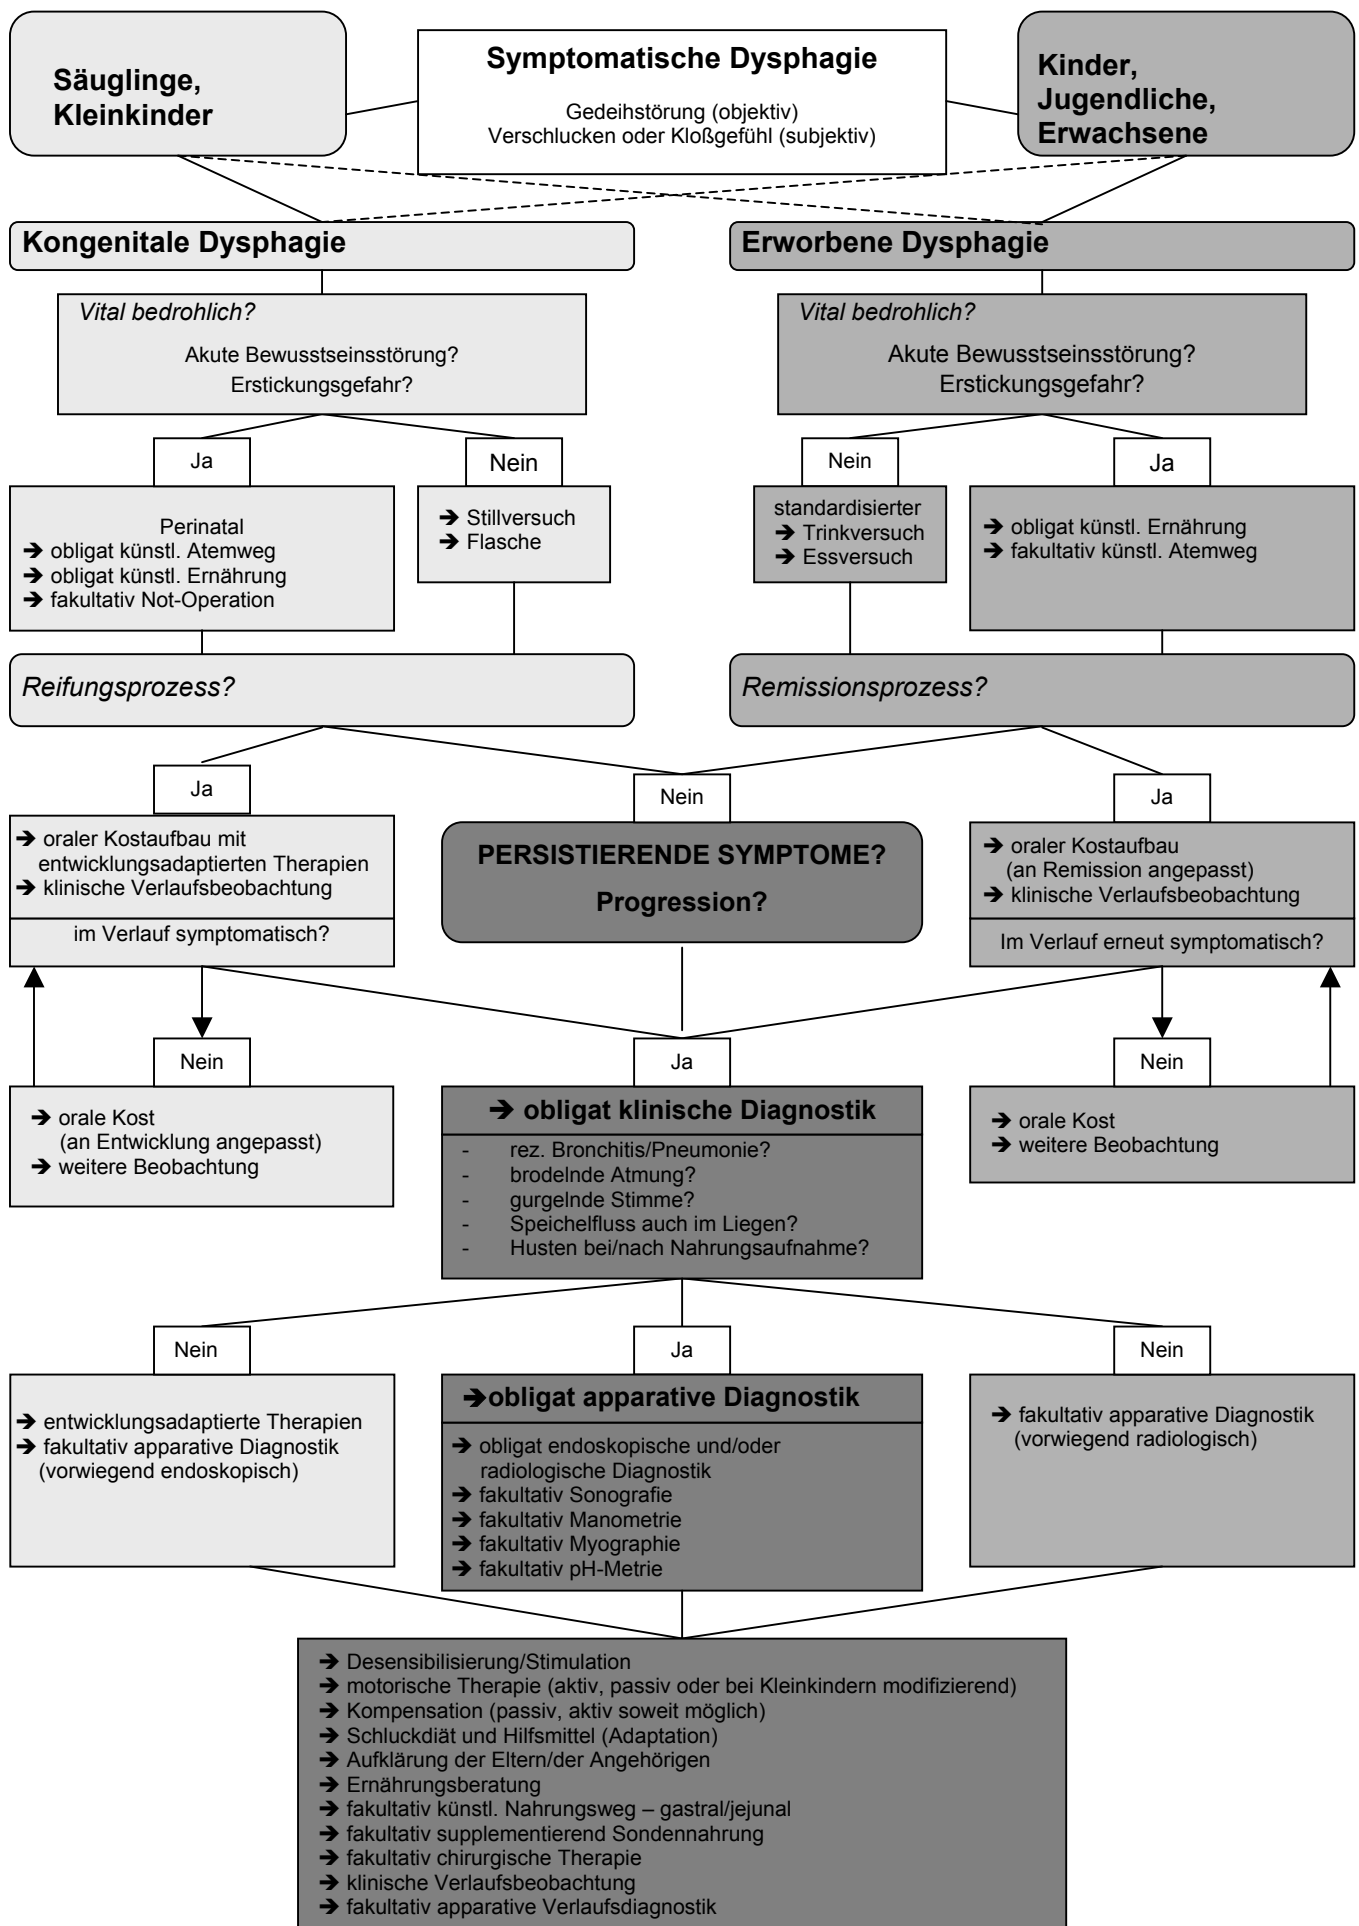 Säuglinge,
Kleinkinder
Symptomatische Dysphagie
Gedeihstörung (objektiv)
Verschlucken oder Kloßgefühl (subjektiv)
Kinder,
Jugendliche,
Erwachsene
Kongenitale Dysphagie
Erworbene Dysphagie
Vital bedrohlich?
Akute Bewusstseinsstörung?
Erstickungsgefahr?
Vital bedrohlich?
Akute Bewusstseinsstörung?
Erstickungsgefahr?
Ja
Nein
Nein
Ja
Perinatal
➔ obligat künstl. Atemweg
➔ obligat künstl. Ernährung
➔ fakultativ Not-Operation
➔ Stillversuch
➔ Flasche
standardisierter
➔ Trinkversuch
➔ Essversuch
➔ obligat künstl. Ernährung
➔ fakultativ künstl. Atemweg
Reifungsprozess?
Remissionsprozess?
Ja
Nein
Ja
➔ oraler Kostaufbau mit
entwicklungsadaptierten Therapien
➔ klinische Verlaufsbeobachtung
im Verlauf symptomatisch?
PERSISTIERENDE SYMPTOME?
Progression?
➔ oraler Kostaufbau
(an Remission angepasst)
➔ klinische Verlaufsbeobachtung
Im Verlauf erneut symptomatisch?
Nein
Ja
Nein
➔ orale Kost
(an Entwicklung angepasst)
➔ weitere Beobachtung
➔ obligat klinische Diagnostik
- rez. Bronchitis/Pneumonie?
- brodelnde Atmung?
- gurgelnde Stimme?
- Speichelfluss auch im Liegen?
- Husten bei/nach Nahrungsaufnahme?
➔ orale Kost
➔ weitere Beobachtung
Nein
Ja
Nein
➔ entwicklungsadaptierte Therapien
➔ fakultativ apparative Diagnostik
(vorwiegend endoskopisch)
➔obligat apparative Diagnostik
➔ obligat endoskopische und/oder
radiologische Diagnostik
➔ fakultativ Sonografie
➔ fakultativ Manometrie
➔ fakultativ Myographie
➔ fakultativ pH-Metrie
➔ fakultativ apparative Diagnostik
(vorwiegend radiologisch)
➔ Desensibilisierung/Stimulation
➔ motorische Therapie (aktiv, passiv oder bei Kleinkindern modifizierend)
➔ Kompensation (passiv, aktiv soweit möglich)
➔ Schluckdiät und Hilfsmittel (Adaptation)
➔ Aufklärung der Eltern/der Angehörigen
➔ Ernährungsberatung
➔ fakultativ künstl. Nahrungsweg – gastral/jejunal
➔ fakultativ supplementierend Sondennahrung
➔ fakultativ chirurgische Therapie
➔ klinische Verlaufsbeobachtung
➔ fakultativ apparative Verlaufsdiagnostik